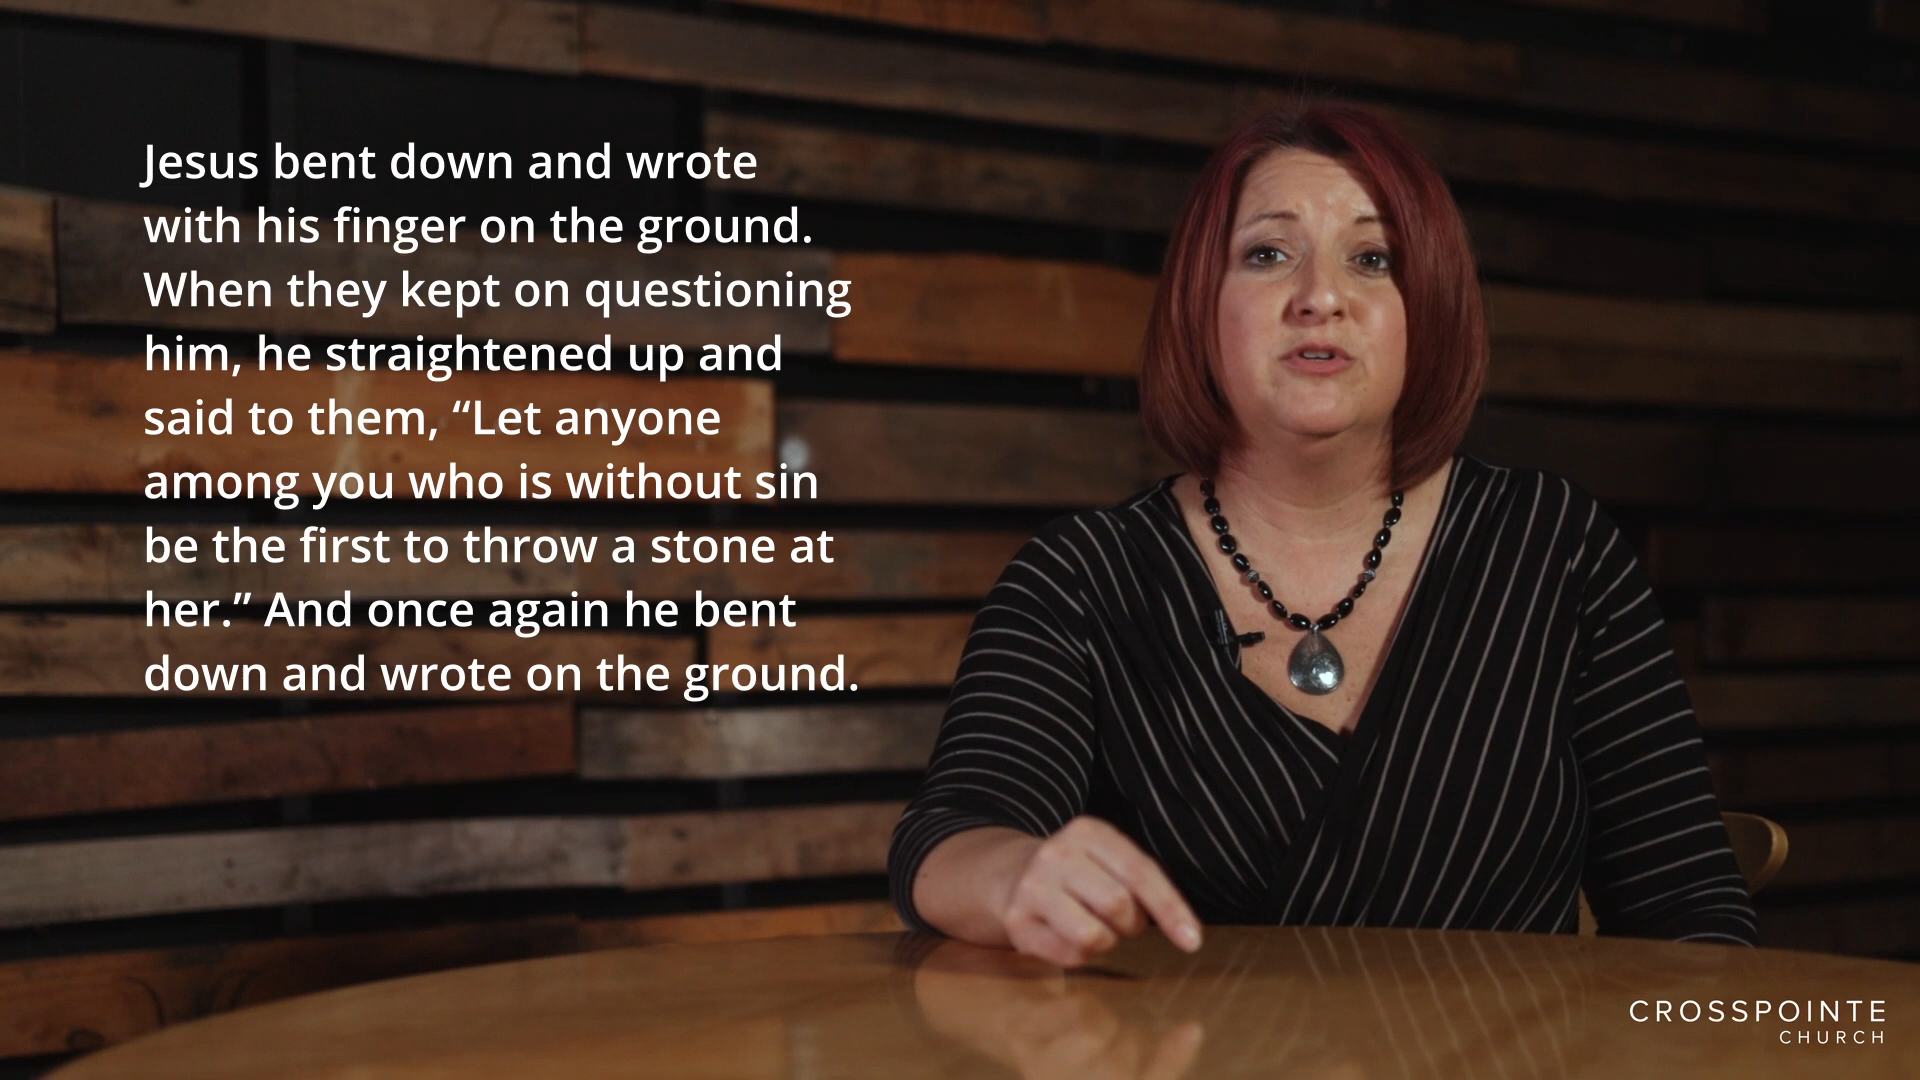 Jesus bent down and wrote
with his finger on the ground.
When they kept on questioning
him, he straightened up and
said to them, “Let anyone
among you who is without sin
be the first to throw a stone at
her.” And once again he bent
down and wrote on the ground.
CROSSPOINTE
CHURCH